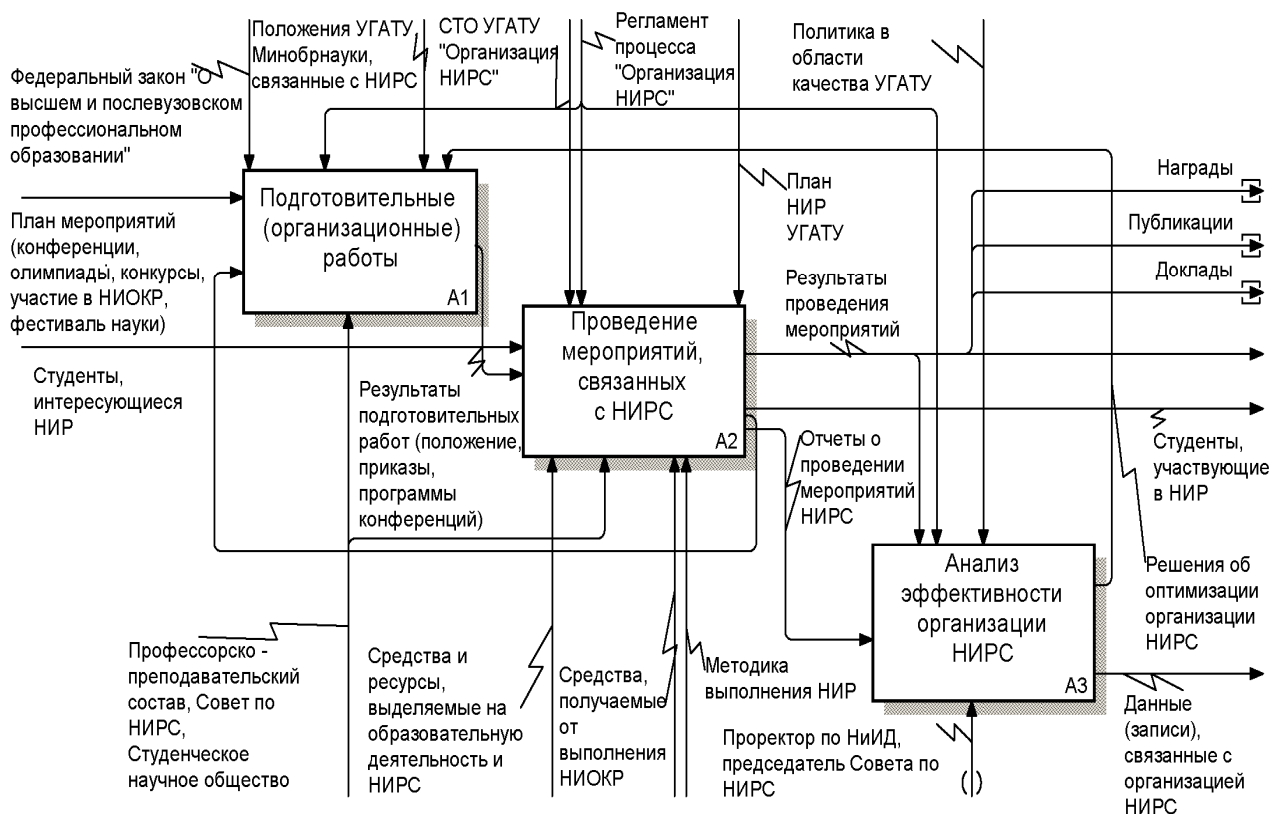 Федеральный закон "О
высшем и послевузовском
профессиональном
образовании"
Положения УГАТУ
Минобрнауки,
связанные с НИРС
СТО УГАТУ
"Организация
НИРС"
Регламент
процесса
"Организация
НИРС"
Политика в
области
качества УГАТУ
План мероприятий
(конференции,
олимпиады, конкурсы,
участие в НИОКР,
фестиваль науки)
Подготовительные
(организационные)
работы
A1
План
НИР
УГАТУ
Награды
Публикации
Доклады
Результаты
проведения
мероприятий
Студенты,
интересующиеся
НИР
Результаты
подготовительных
работ (положение,
приказы,
программы
конференций)
Проведение
мероприятий,
связанных
с НИРС
A2
Отчеты о
проведении
мероприятий
НИРС
Студенты,
участвующие
в НИР
Анализ
эффективности
организации
НИРС
A3
Решения об
оптимизации
организации
НИРС
Профессорско -
преподавательский
состав, Совет по
НИРС,
Студенческое
научное общество
Средства и
ресурсы,
выделяемые на
образовательную
деятельность и
НИРС
Средства,
получаемые
от
выполнения
НИОКР
Методика
выполнения НИР
Проректор по НиИД,
председатель Совета по
НИРС
Данные
(записи),
связанные с
организацией
НИРС